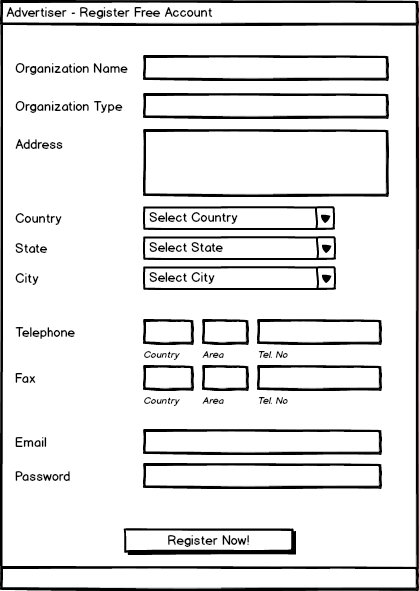 Advertiser - Register Free Account
Organization Name
Organization Type
Address
Country Select Country
State Select State
City Select City
Telephone
Country Area Tel. No
Fax
Country Area Tel. No
Email
Password
Register Now!